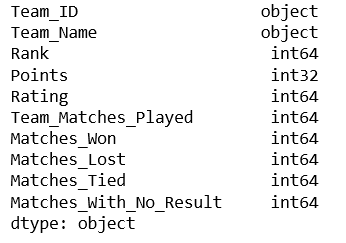 Team_ID object
Team_Name object
Rank int64
Points int32
Rating int64
Team_Matches_Played int64
Matches_Won int64
Matches_Lost int64
Matches_Tied int64
Matches_With_No_Result int64
dtype: object